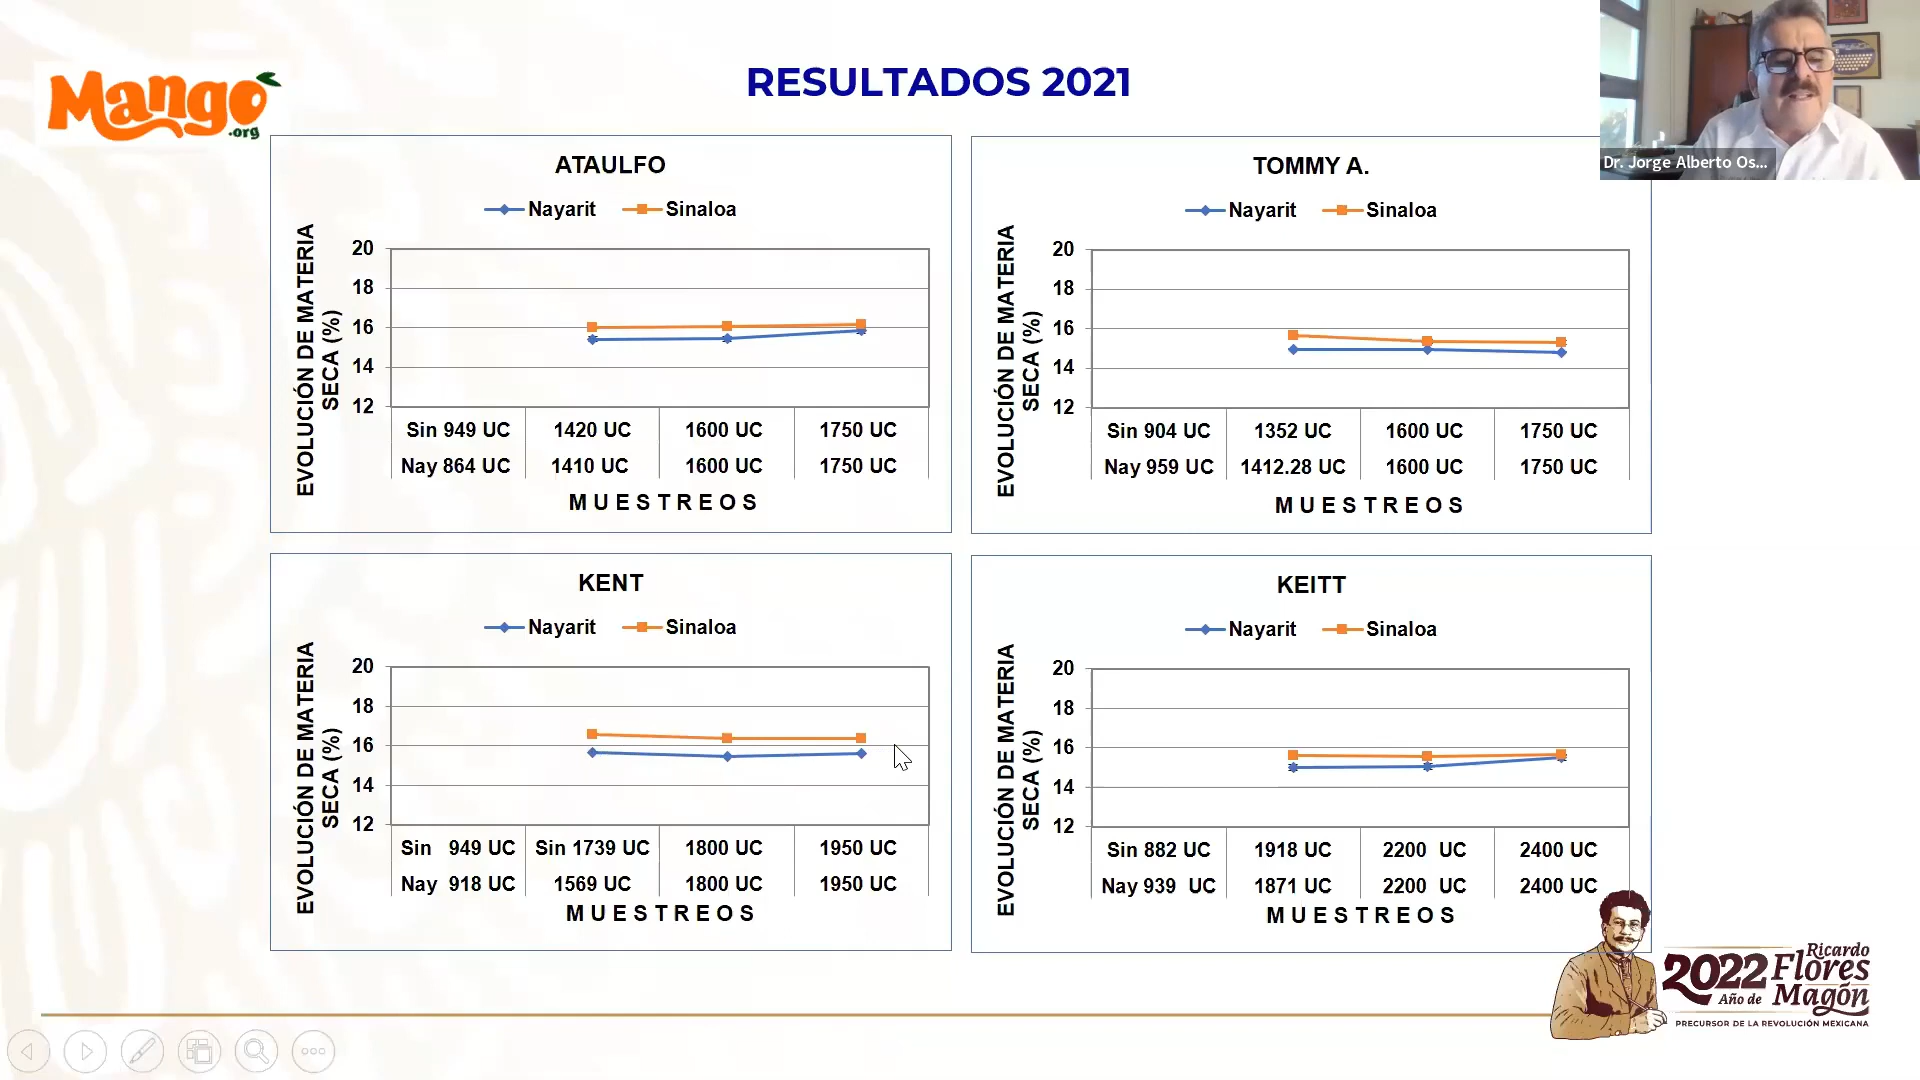 Mango
.org
RESULTADOS 2021
Dr. Jorge Alberto Os...
ATAULFO
Nayarit Sinaloa
EVOLUCIÓN DE MATERIA
SECA (%)
20
18
16
14
12
Sin 949 UC 1420 UC 1600 UC 1750 UC
Nay 864 UC 1410 UC 1600 UC 1750 UC
M U E S T R E O S
TOMMY A.
Nayarit Sinaloa
EVOLUCIÓN DE MATERIA
SECA (%)
20
18
16
14
12
Sin 904 UC 1352 UC 1600 UC 1750 UC
Nay 959 UC 1412.28 UC 1600 UC 1750 UC
M U E S T R E O S
KENT
Nayarit Sinaloa
EVOLUCIÓN DE MATERIA
SECA (%)
20
18
16
14
12
Sin 949 UC Sin 1739 UC 1800 UC 1950 UC
Nay 918 UC 1569 UC 1800 UC 1950 UC
M U E S T R E O S
KEITT
Nayarit Sinaloa
EVOLUCIÓN DE MATERIA
SECA (%)
20
18
16
14
12
Sin 882 UC 1918 UC 2200 UC 2400 UC
Nay 939 UC 1871 UC 2200 UC 2400 UC
M U E S T R E O S
2022 Ricardo
Flores
Año de Magón
PRECURSOR DE LA REVOLUCIÓN MEXICANA